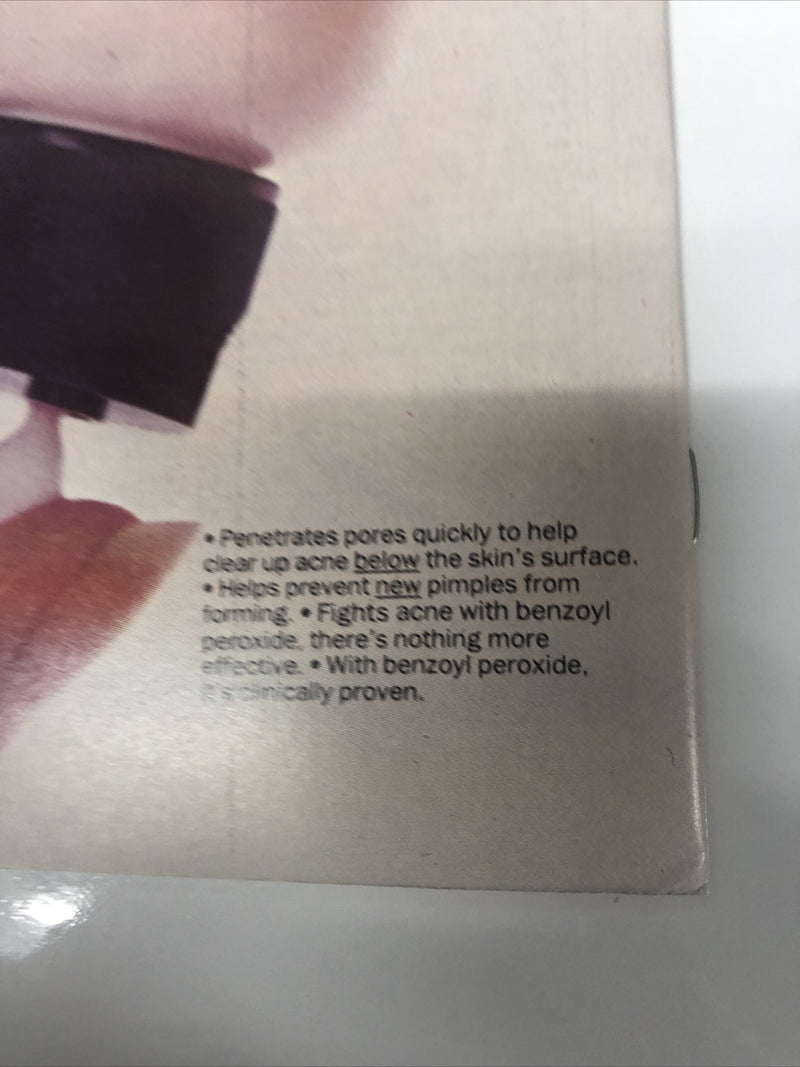 • Penetrates pores quickly to help
clear up acne below the skin's surface.
• Helps prevent new pimples from
forming. • Fights acne with benzoyl
peroxide, there's nothing more
effective. • With benzoyl peroxide,
it's clinically proven.